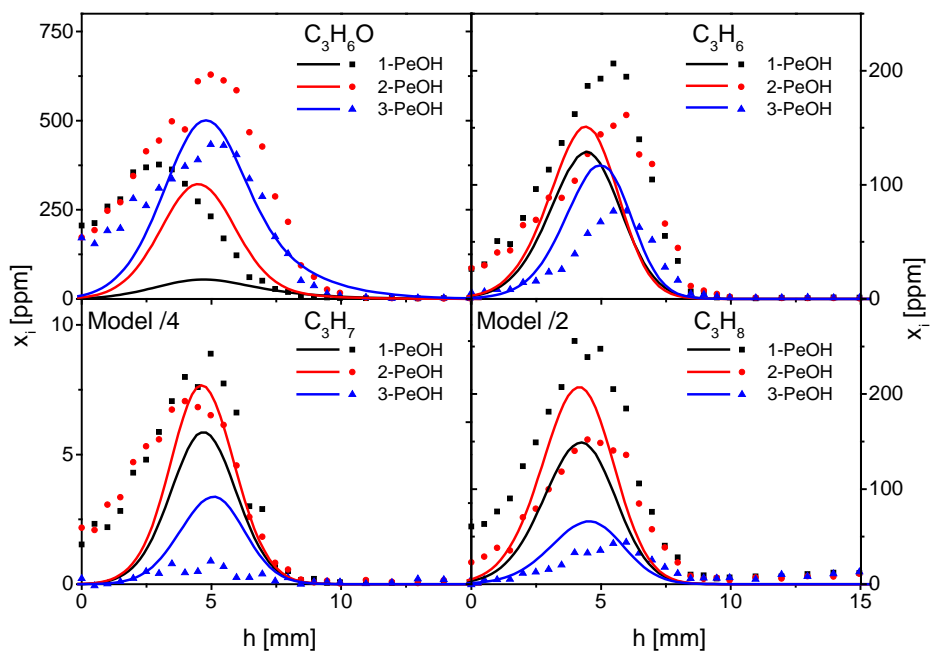 C₃H₆O
1-PeOH
2-PeOH
3-PeOH
750
500
250
0
x_i [ppm]
C₃H₆
1-PeOH
2-PeOH
3-PeOH
200
100
0
x_i [ppm]
Model /4
C₃H₇
1-PeOH
2-PeOH
3-PeOH
10
5
0
0 5 10
h [mm]
Model /2
C₃H₈
1-PeOH
2-PeOH
3-PeOH
200
100
0
0 5 10 15
h [mm]